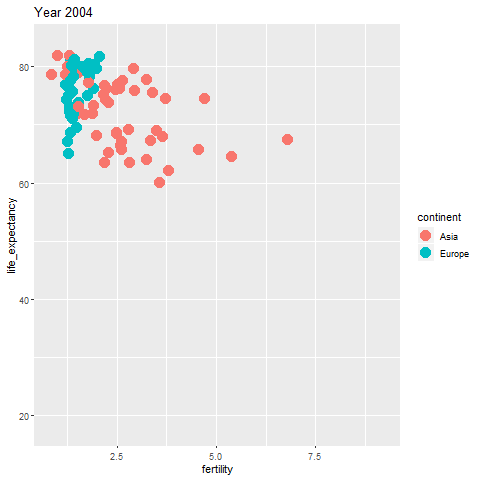 Year 2004
80
60
40
20
life_expectancy
2.5 5.0 7.5
fertility
continent
Asia
Europe